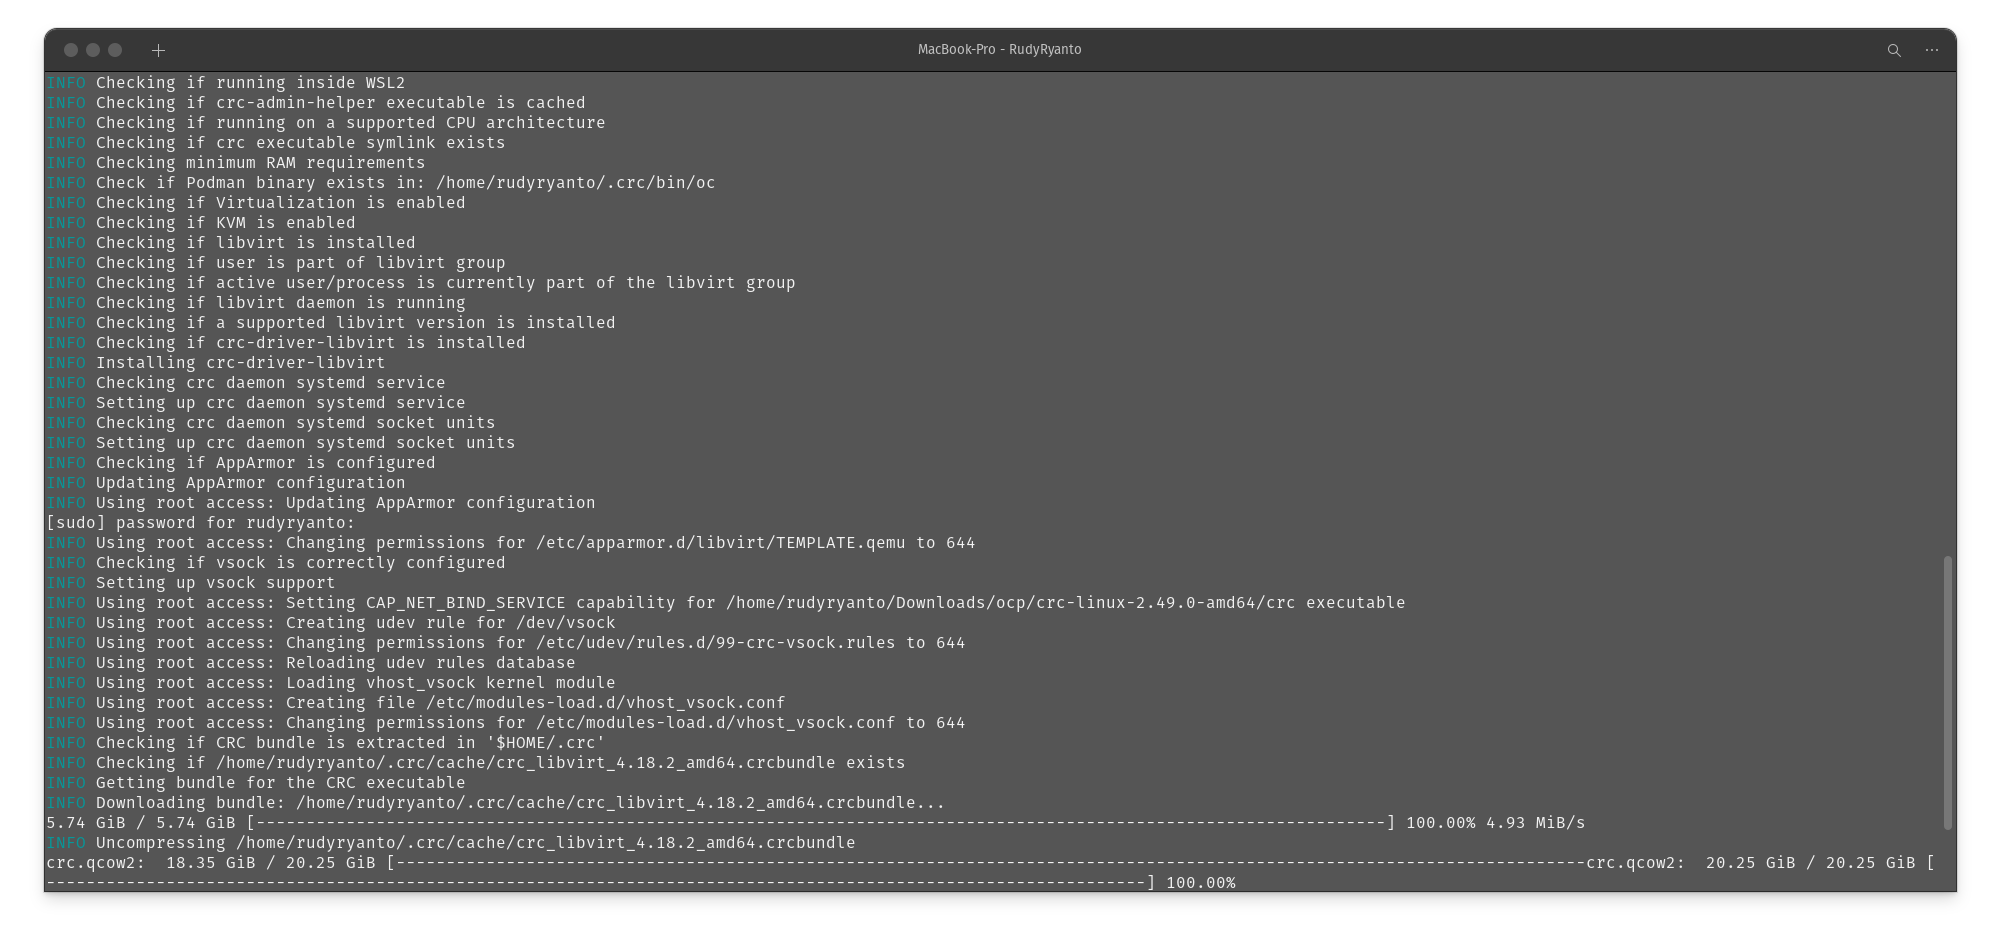 MacBook-Pro - RudyRyanto
INFO Checking if running inside WSL2
INFO Checking if crc-admin-helper executable is cached
INFO Checking if running on a supported CPU architecture
INFO Checking if crc executable symlink exists
INFO Checking minimum RAM requirements
INFO Check if Podman binary exists in: /home/rudyryanto/.crc/bin/oc
INFO Checking if Virtualization is enabled
INFO Checking if KVM is enabled
INFO Checking if libvirt is installed
INFO Checking if user is part of libvirt group
INFO Checking if active user/process is currently part of the libvirt group
INFO Checking if libvirt daemon is running
INFO Checking if a supported libvirt version is installed
INFO Checking if crc-driver-libvirt is installed
INFO Installing crc-driver-libvirt
INFO Checking crc daemon systemd service
INFO Setting up crc daemon systemd service
INFO Checking crc daemon systemd socket units
INFO Setting up crc daemon systemd socket units
INFO Checking if AppArmor is configured
INFO Updating AppArmor configuration
INFO Using root access: Updating AppArmor configuration
[sudo] password for rudyryanto:
INFO Using root access: Changing permissions for /etc/apparmor.d/libvirt/TEMPLATE.qemu to 644
INFO Checking if vsock is correctly configured
INFO Setting up vsock support
INFO Using root access: Setting CAP_NET_BIND_SERVICE capability for /home/rudyryanto/Downloads/ocp/crc-linux-2.49.0-amd64/crc executable
INFO Using root access: Creating udev rule for /dev/vsock
INFO Using root access: Changing permissions for /etc/udev/rules.d/99-crc-vsock.rules to 644
INFO Using root access: Reloading udev rules database
INFO Using root access: Loading vhost_vsock kernel module
INFO Using root access: Creating file /etc/modules-load.d/vhost_vsock.conf
INFO Using root access: Changing permissions for /etc/modules-load.d/vhost_vsock.conf to 644
INFO Checking if CRC bundle is extracted in '$HOME/.crc'
INFO Checking if /home/rudyryanto/.crc/cache/crc_libvirt_4.18.2_amd64.crcbundle exists
INFO Getting bundle for the CRC executable
INFO Downloading bundle: /home/rudyryanto/.crc/cache/crc_libvirt_4.18.2_amd64.crcbundle...
5.74 GiB / 5.74 GiB [-----------------------------------------------------------------------------------------------------------------] 100.00% 4.93 MiB/s
INFO Uncompressing /home/rudyryanto/.crc/cache/crc_libvirt_4.18.2_amd64.crcbundle
crc.qcow2:  18.35 GiB / 20.25 GiB [-----------------------------------------------------------------------------------------------------------------------crc.qcow2:  20.25 GiB / 20.25 GiB [
--------------------------------------------------------------------------------------------------------------] 100.00%